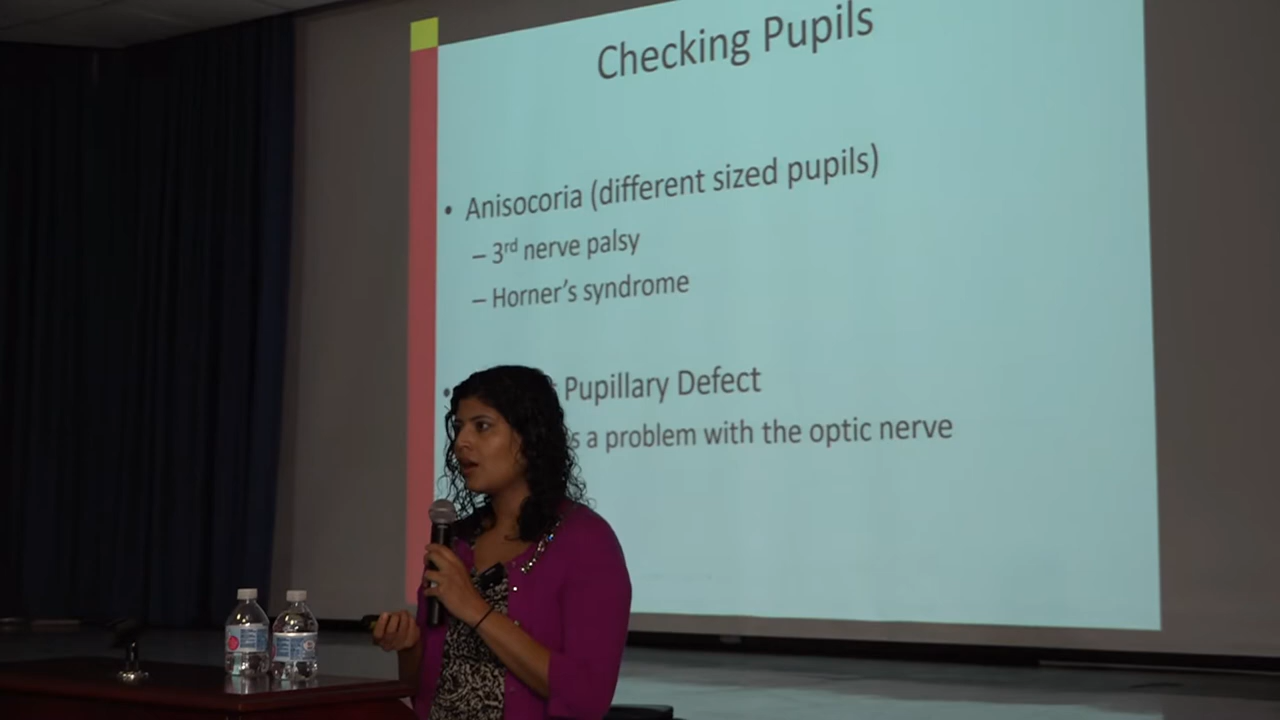 Checking Pupils
• Anisocoria (different sized pupils)
– 3rd nerve palsy
– Horner's syndrome
• Pupillary Defect
a problem with the optic nerve